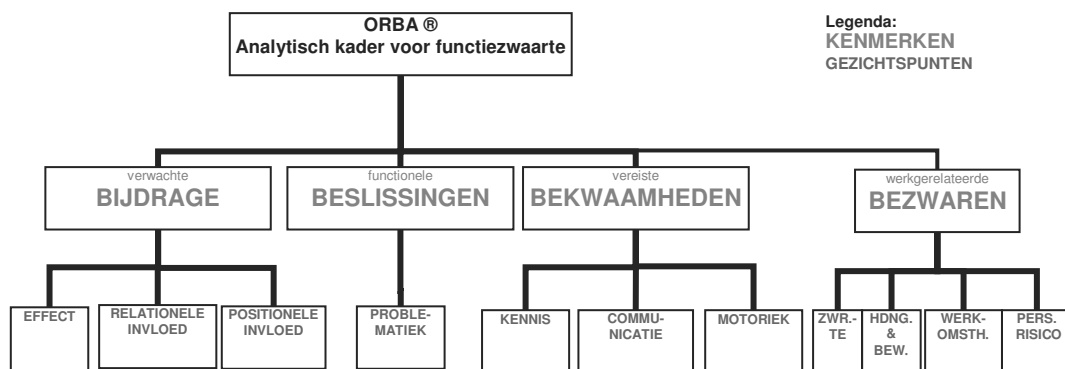 ORBA ®
Analytisch kader voor functiezwaarte
Legenda:
KENMERKEN
GEZICHTSPUNTEN
verwachte
BIJDRAGE
functionele
BESLISSINGEN
vereiste
BEKWAAMHEDEN
werkgerelateerde
BEZWAREN
EFFECT
RELATIONELE
INVLOED
POSITIONELE
INVLOED
PROBLE-
MATIEK
KENNIS
COMMU-
NICATIE
MOTORIEK
ZWR.-
TE
HDNG.
&
BEW.
WERK-
OMSTH.
PERS.
RISICO